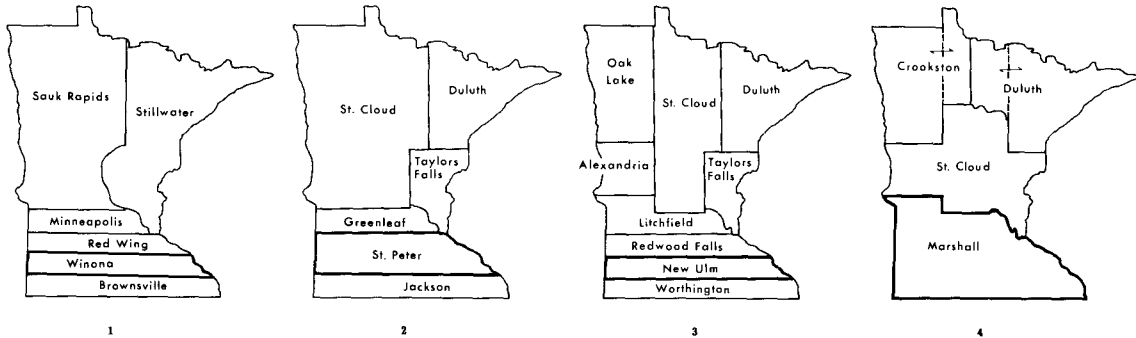 Sauk Rapids
Stillwater
Minneapolis
Red Wing
Winona
Brownsville
1
St. Cloud
Duluth
Taylors
Falls
Greenleaf
St. Peter
Jackson
2
Oak
Lake
St. Cloud
Duluth
Alexandria
Taylors
Falls
Litchfield
Redwood Falls
New Ulm
Worthington
3
Crookston
Duluth
St. Cloud
Marshall
4